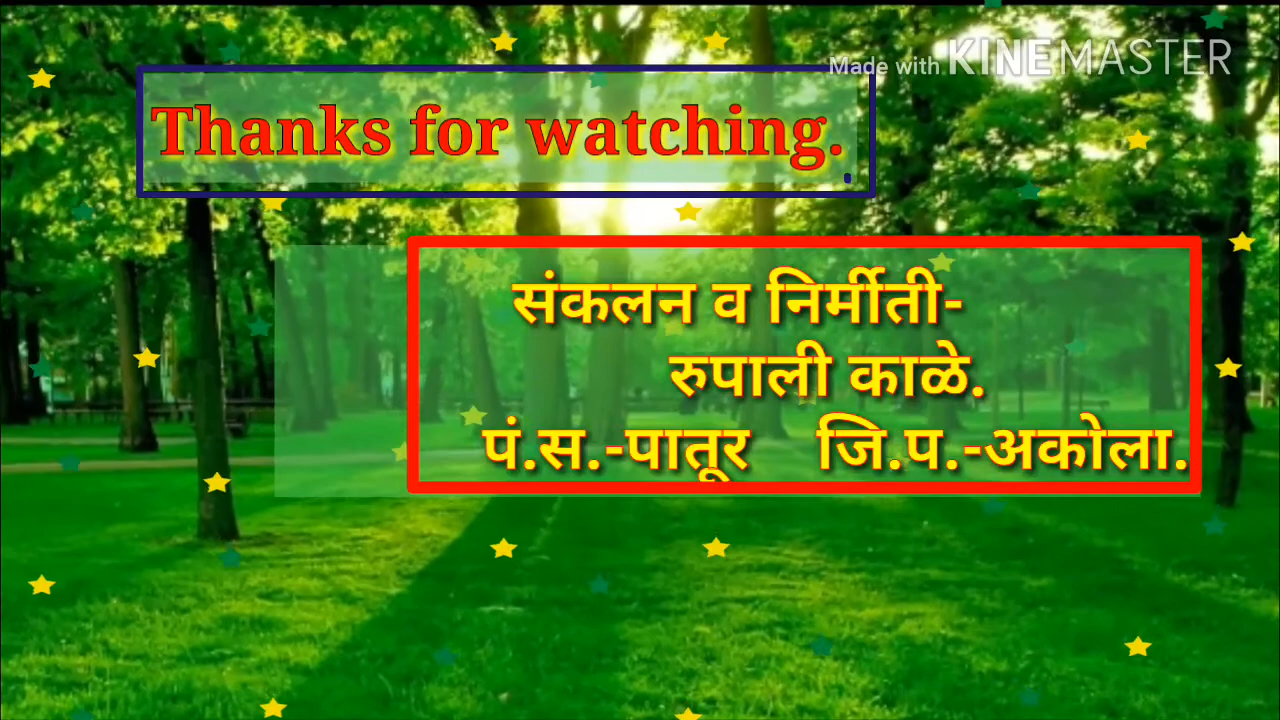 Made with KINEMASTER
Thanks for watching.
संकलन व निर्मीती-
रुपाली काळे.
पं.स.-पातूर जि.प.-अकोला.